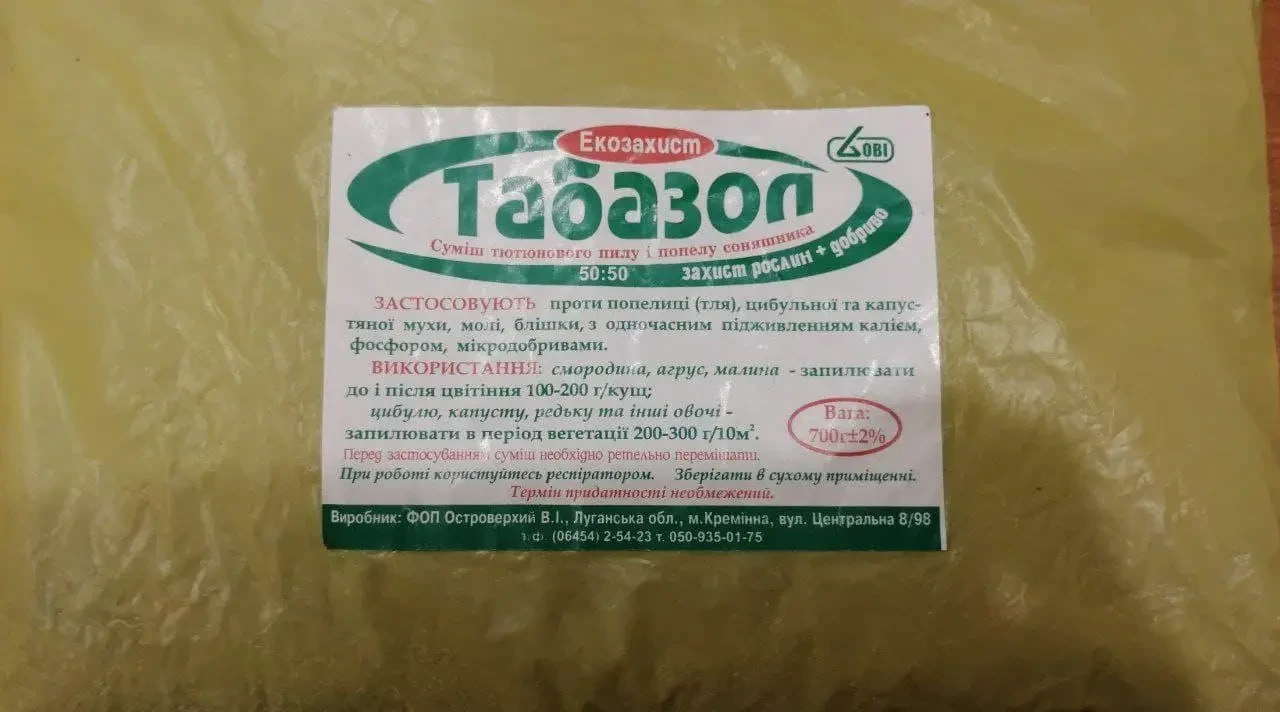 Екозахист
ОВІ
Табазол
Суміш тютюнового пилу і попелу соняшника
50:50 захист рослин + добриво
ЗАСТОСОВУЮТЬ проти попелиці (тля), цибульної та капус-
тяної мухи, молі, блішки, з одночасним підживленням калієм,
фосфором, мікродобривами.
ВИКОРИСТАННЯ: смородина, агрус, малина - запилювати
до і після цвітіння 100-200 г/кущ;
цибулю, капусту, редьку та інші овочі -
запилювати в період вегетації 200-300 г/10м².
Вага:
700г±2%
Перед застосуванням суміш необхідно ретельно перемішати.
При роботі користуйтесь респіратором. Зберігати в сухому приміщенні.
Термін придатності необмежений.
Виробник: ФОП Островерхий В.І., Луганська обл., м.Кремінна, вул. Центральна 8/98
т.ф. (06454) 2-54-23 т. 050-935-01-75